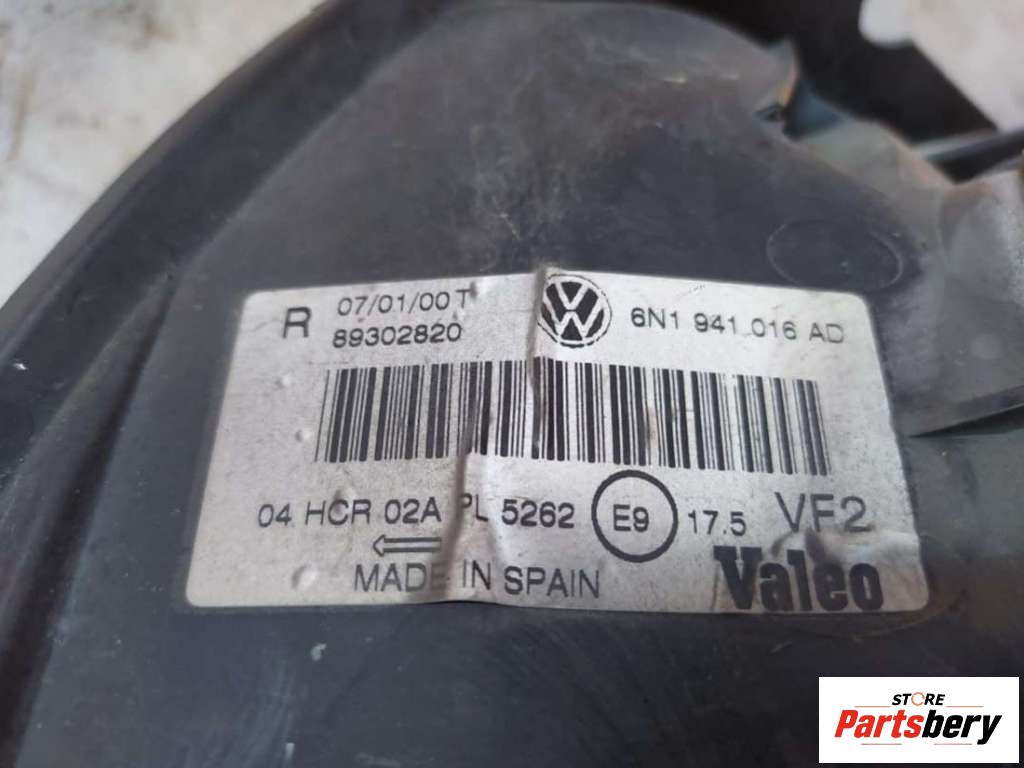 R 07/01/00 T 6N1 941 016 AD
89302820
04 HCR 02A PL 5262 E9 17.5 VF2
MADE IN SPAIN Valeo
STORE
Partsbery